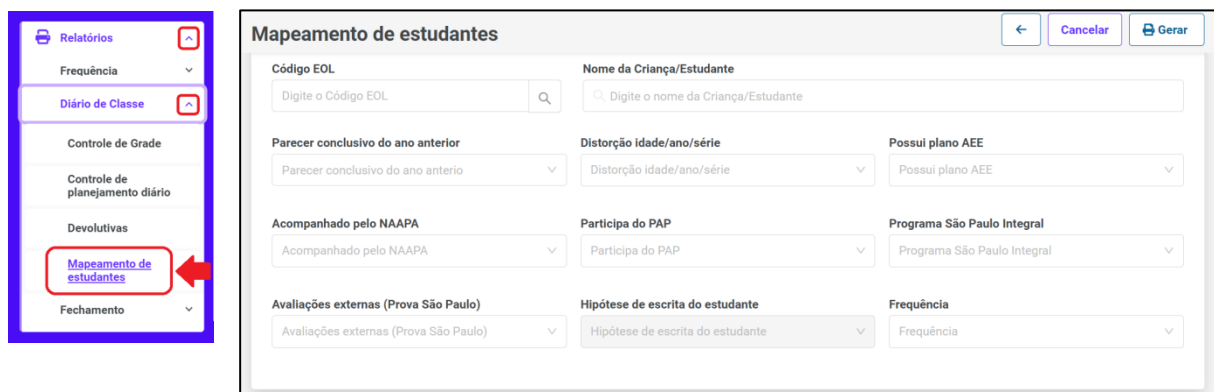 Relatórios
Frequência
Diário de Classe
Controle de Grade
Controle de
planejamento diário
Devolutivas
Mapeamento de
estudantes
Fechamento
Mapeamento de estudantes
Cancelar
Gerar
Código EOL
Nome da Criança/Estudante
Digite o Código EOL
Digite o nome da Criança/Estudante
Parecer conclusivo do ano anterior
Distorção idade/ano/série
Possui plano AEE
Parecer conclusivo do ano anterio
Distorção idade/ano/série
Possui plano AEE
Acompanhado pelo NAAPA
Participa do PAP
Programa São Paulo Integral
Acompanhado pelo NAAPA
Participa do PAP
Programa São Paulo Integral
Avaliações externas (Prova São Paulo)
Hipótese de escrita do estudante
Frequência
Avaliações externas (Prova São Paulo)
Hipótese de escrita do estudante
Frequência